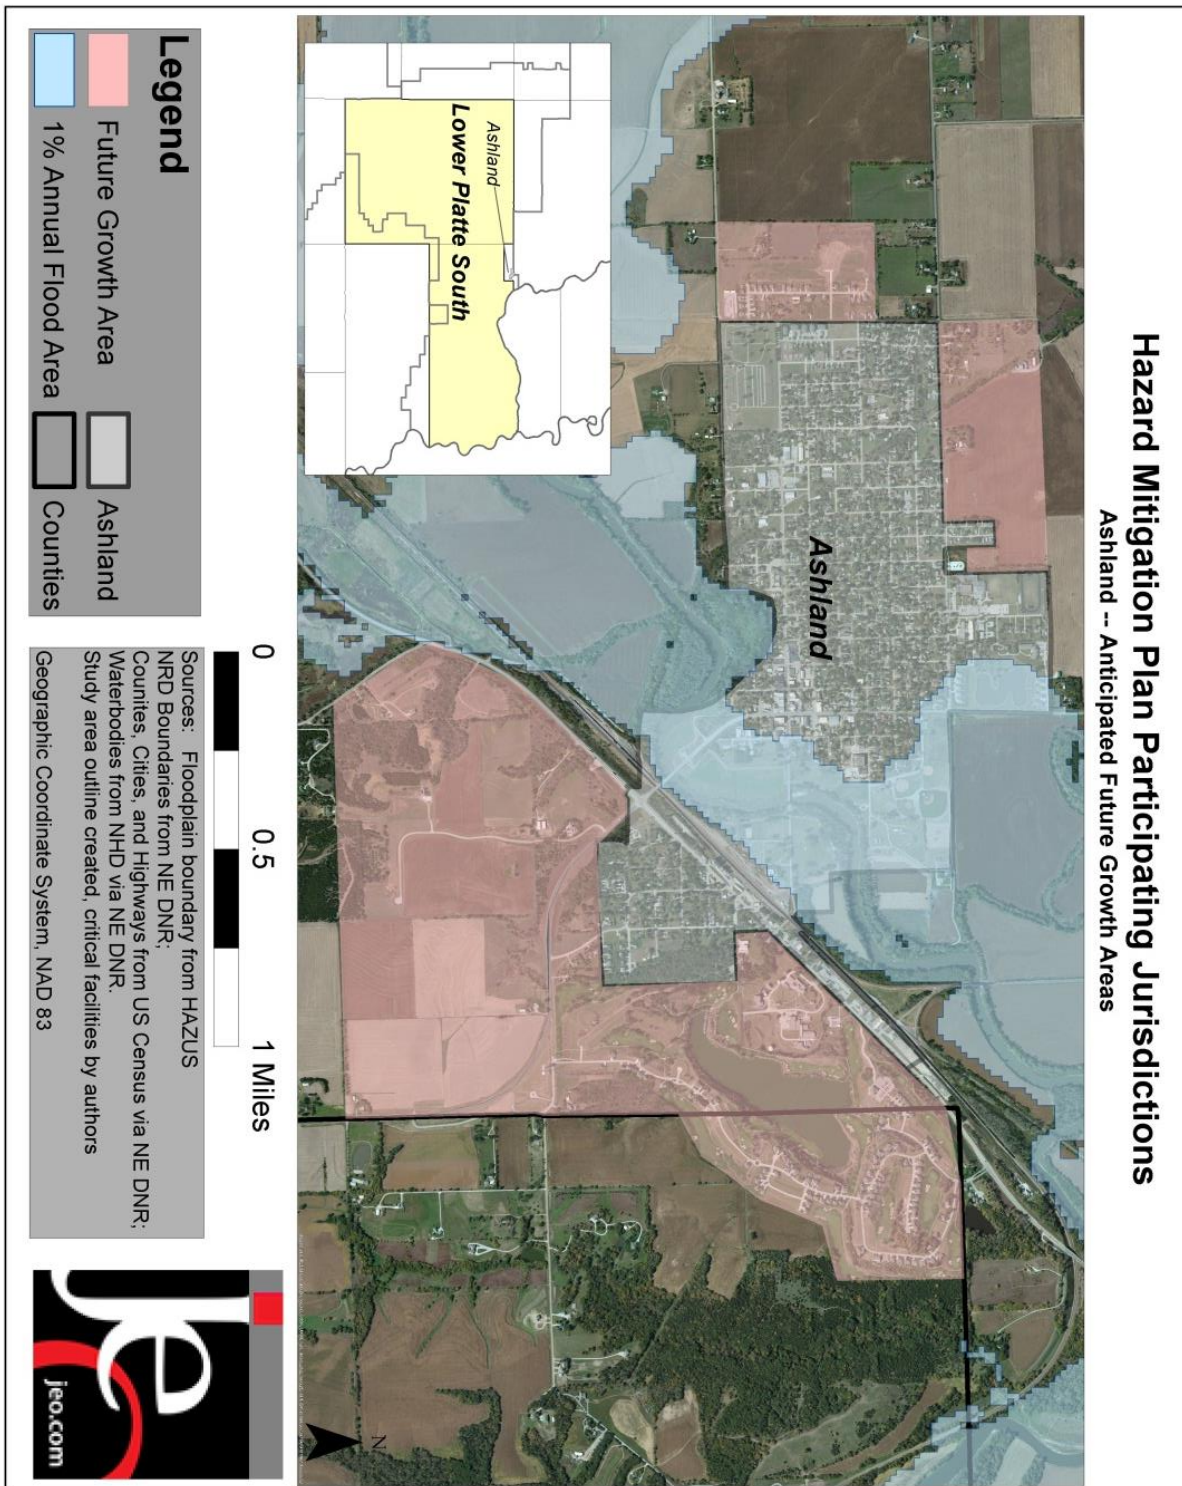 Hazard Mitigation Plan Participating Jurisdictions
Ashland -- Anticipated Future Growth Areas
Ashland
Ashland
Lower Platte South
N
Legend
Future Growth Area
1% Annual Flood Area
Ashland
Counties
0
0.5
1 Miles
Sources: Floodplain boundary from HAZUS
NRD Boundaries from NE DNR;
Counites, Cities, and Highways from US Census via NE DNR;
Waterbodies from NHD via NE DNR.
Study area outline created, critical facilities by authors
Geographic Coordinate System, NAD 83
jeo
jeo.com